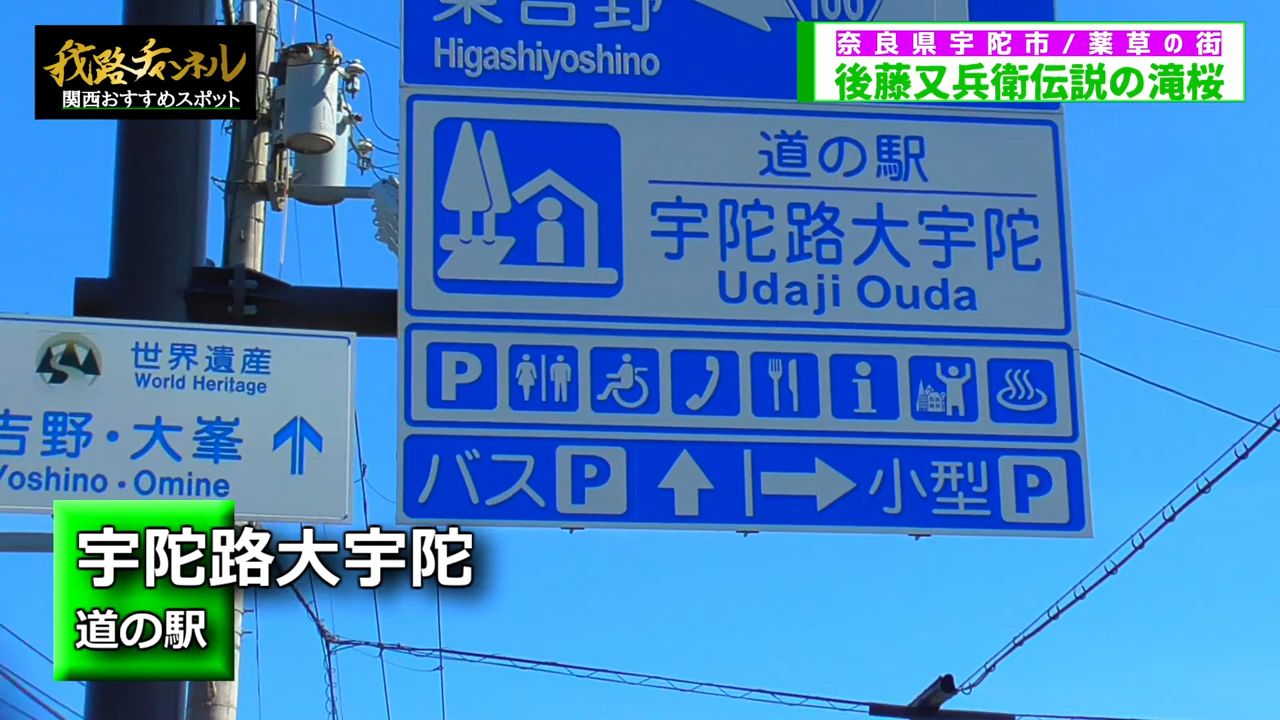 我路チャンネル
関西おすすめスポット
奈良県宇陀市/薬草の街
後藤又兵衛伝説の滝桜
東吉野
Higashiyoshino
道の駅
宇陀路大宇陀
Udaji Ouda
P
i
バス P 小型 P
世界遺産
World Heritage
吉野・大峯
Yoshino・Omine
宇陀路大宇陀
道の駅